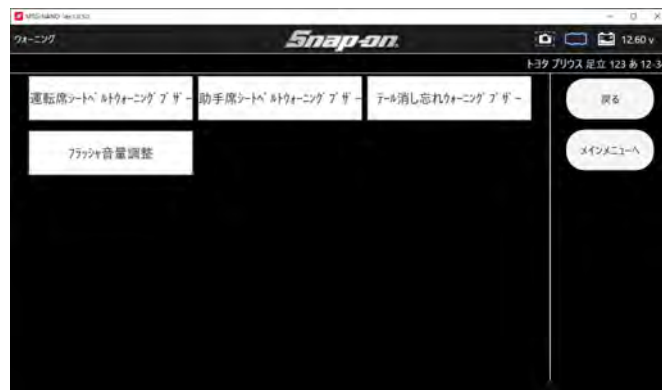 ウォーニング
Snap-on
12.60 v
トヨタ プリウス 足立 123 あ 12-3
運転席シートベルトウォーニングブザー
助手席シートベルトウォーニングブザー
テール消し忘れウォーニングブザー
戻る
フラッシャ音量調整
メインメニューへ